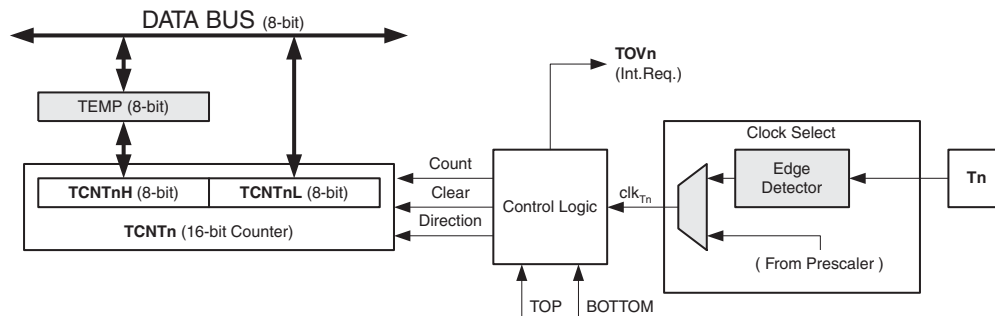 DATA BUS (8-bit)
TOVn
(Int.Req.)
TEMP (8-bit)
Clock Select
Count
Edge
Detector
Tn
TCNTnH (8-bit) TCNTnL (8-bit)
Clear
Control Logic
clkTn
TCNTn (16-bit Counter)
Direction
( From Prescaler )
TOP BOTTOM